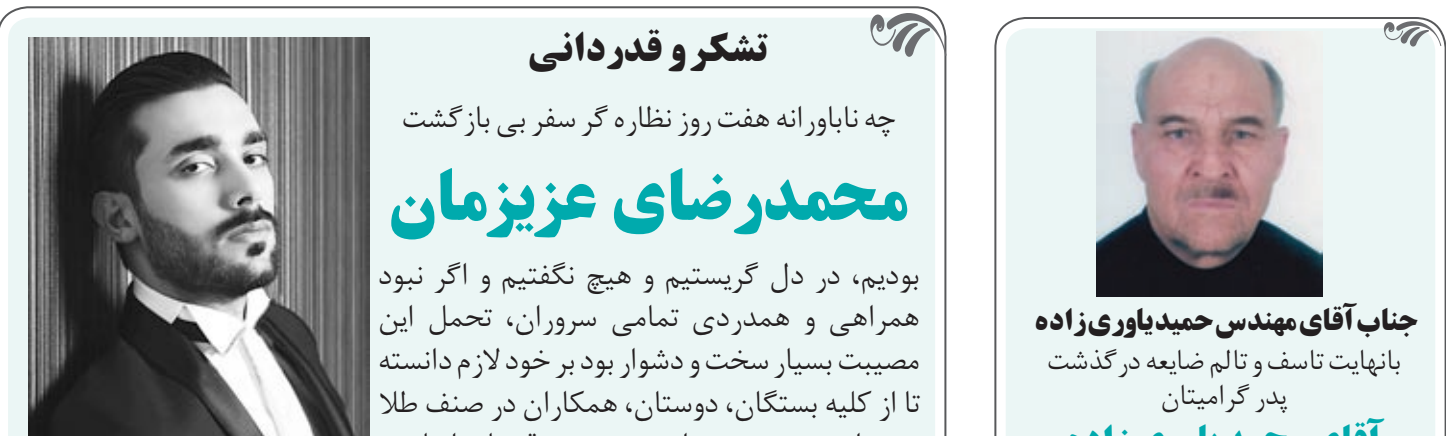 جناب آقای مهندس حمید یاوری زاده
بانهایت تاسف و تالم ضایعه درگذشت
پدر گرامیتان
تشکر و قدردانی
چه ناباورانه هفت روز نظاره گر سفر بی بازگشت
محمدرضای عزیزمان
بودیم، در دل گریستیم و هیچ نگفتیم و اگر نبود
همراهی و همدردی تمامی سروران، تحمل این
مصیبت بسیار سخت و دشوار بود بر خود لازم دانسته
تا از کلیه بستگان، دوستان، همکاران در صنف طلا